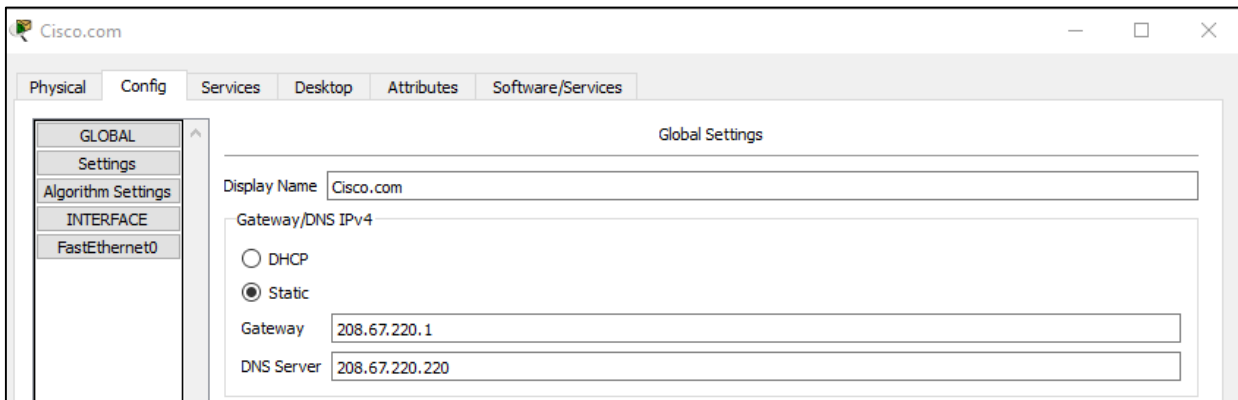 Cisco.com
Physical Config Services Desktop Attributes Software/Services
GLOBAL
Settings
Algorithm Settings
INTERFACE
FastEthernet0
Global Settings
Display Name Cisco.com
Gateway/DNS IPv4
DHCP
Static
Gateway 208.67.220.1
DNS Server 208.67.220.220